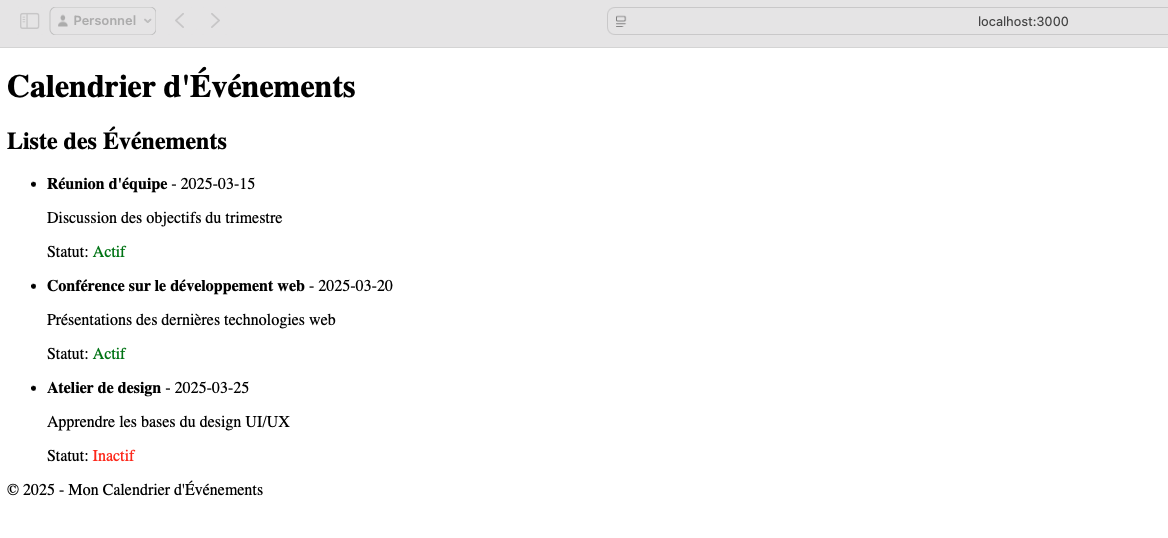 Personnel
localhost:3000
Calendrier d'Événements
Liste des Événements
Réunion d'équipe - 2025-03-15
Discussion des objectifs du trimestre
Statut: Actif
Conférence sur le développement web - 2025-03-20
Présentations des dernières technologies web
Statut: Actif
Atelier de design - 2025-03-25
Apprendre les bases du design UI/UX
Statut: Inactif
© 2025 - Mon Calendrier d'Événements